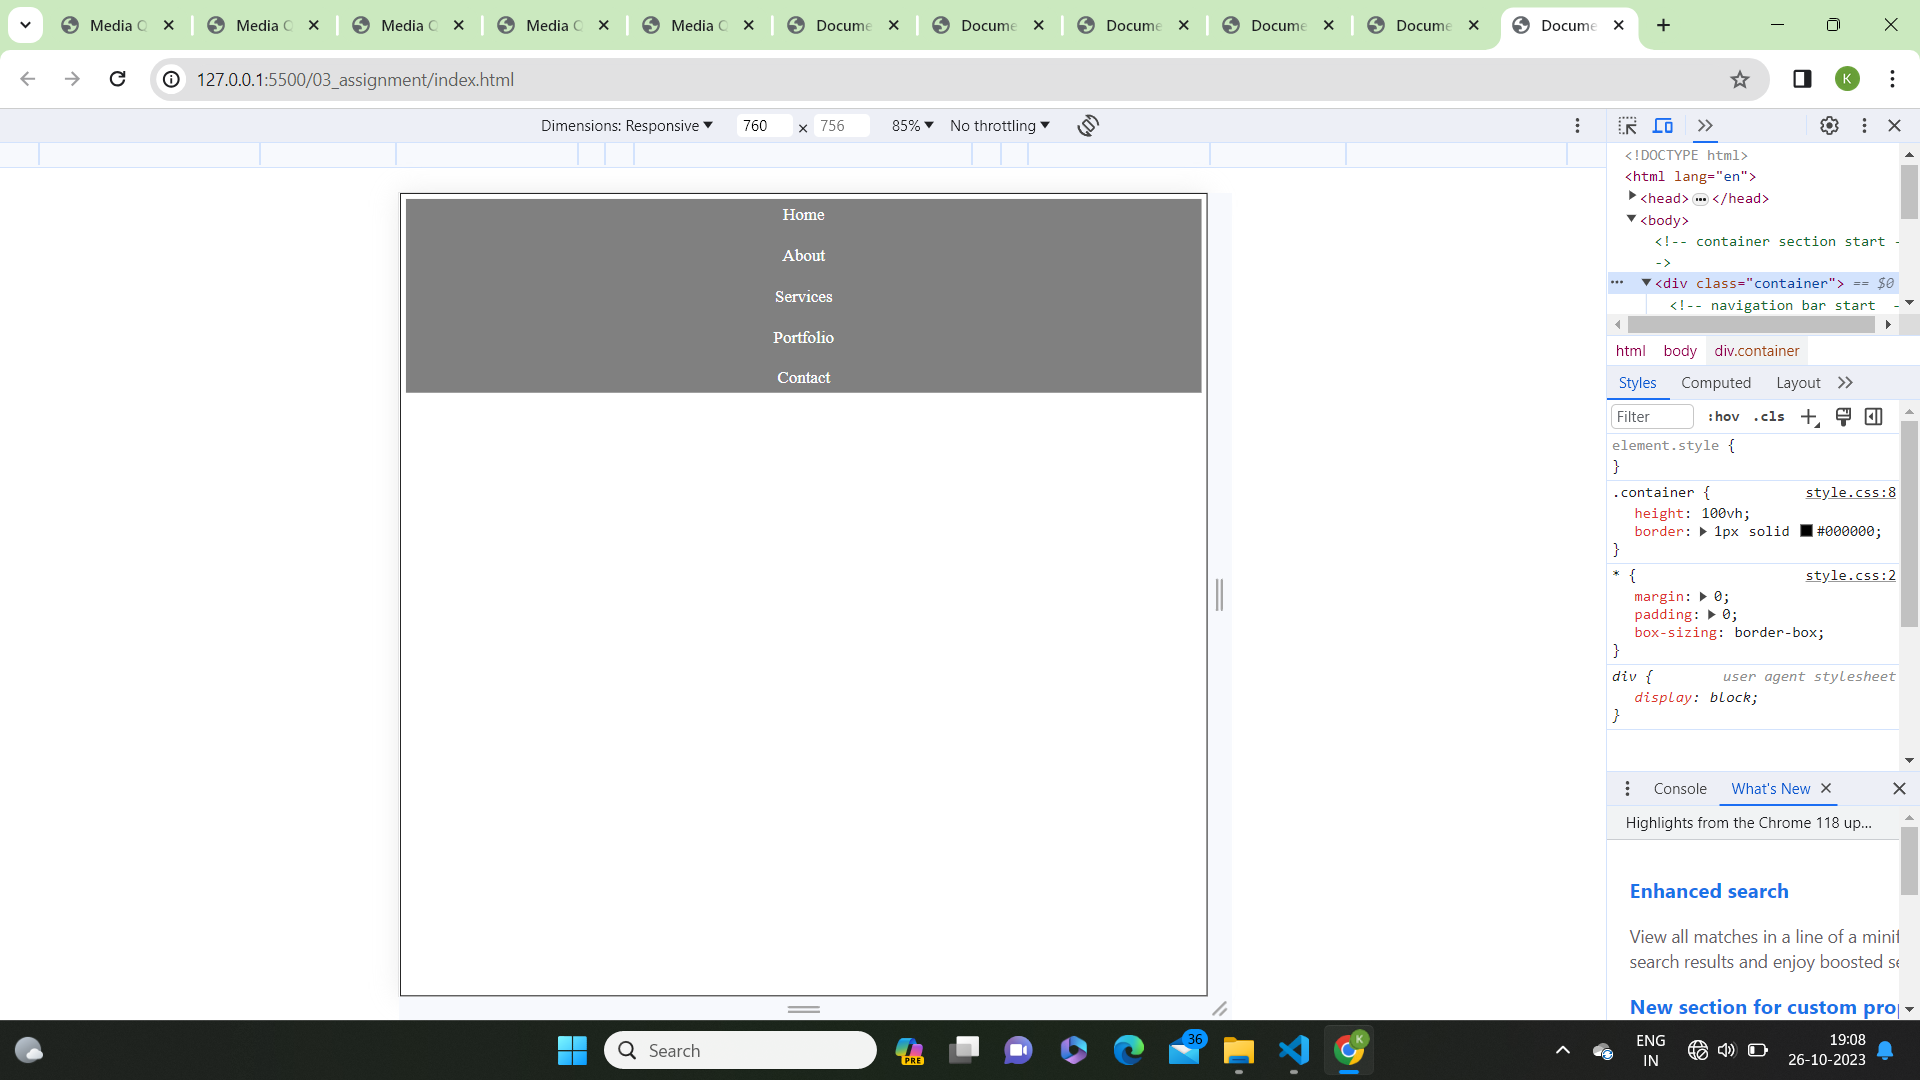 Media Q
Media Q
Media Q
Media Q
Media Q
Docume
Docume
Docume
Docume
Docume
Docume
127.0.0.1:5500/03_assignment/index.html
K
Dimensions: Responsive 760 × 756 85% No throttling
Home
About
Services
Portfolio
Contact
<!DOCTYPE html>
<html lang="en">
<head> ••• </head>
<body>
<!-- container section start -
->
<div class="container"> == $0
<!-- navigation bar start -
html body div.container
Styles Computed Layout
Filter :hov .cls
element.style {
}
.container { style.css:8
height: 100vh;
border: 1px solid #000000;
}
* { style.css:2
margin: 0;
padding: 0;
box-sizing: border-box;
}
div { user agent stylesheet
display: block;
}
Console What's New
Highlights from the Chrome 118 up...
Enhanced search
View all matches in a line of a minif
search results and enjoy boosted se
New section for custom prop
Search
PRE
36
K
ENG
IN
19:08
26-10-2023